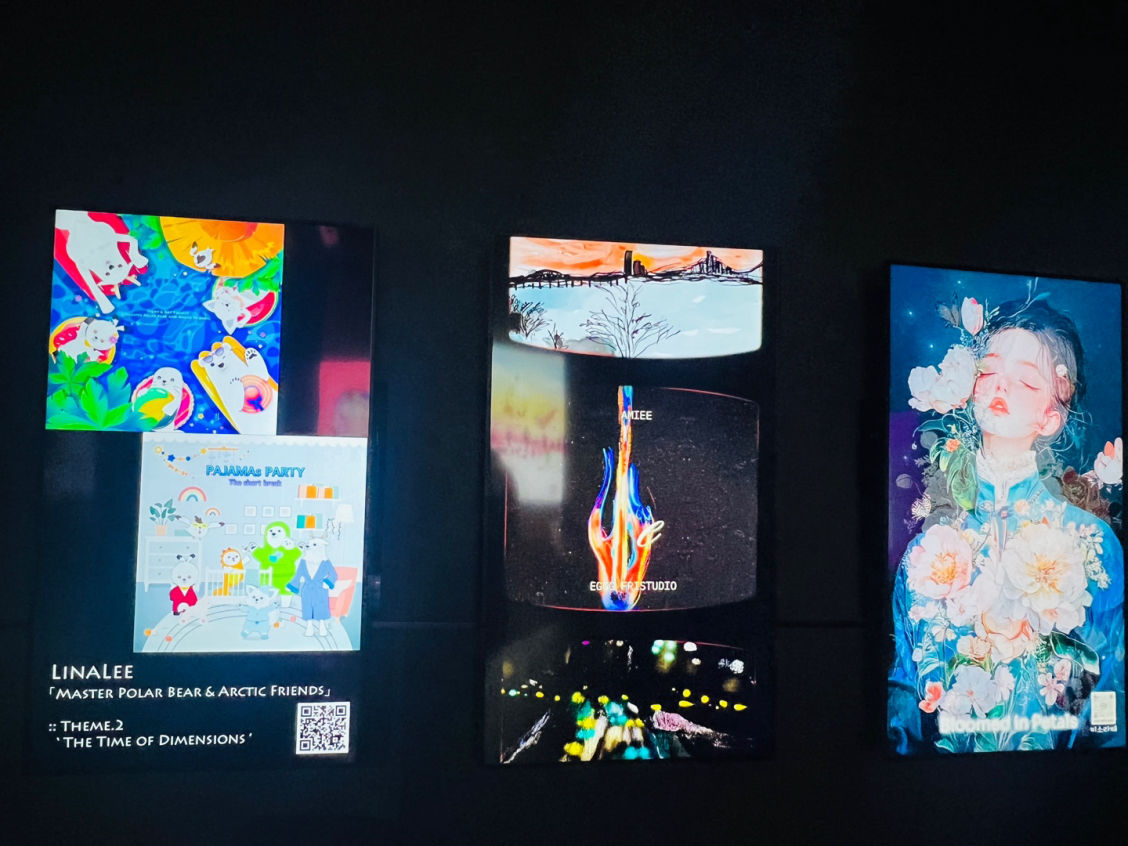 PAJAMAs PARTY
The short break
LINALEE
「MASTER POLAR BEAR & ARCTIC FRIENDS」
:: THEME.2
‘THE TIME OF DIMENSIONS’
AMIEE
Bloomed in Petals